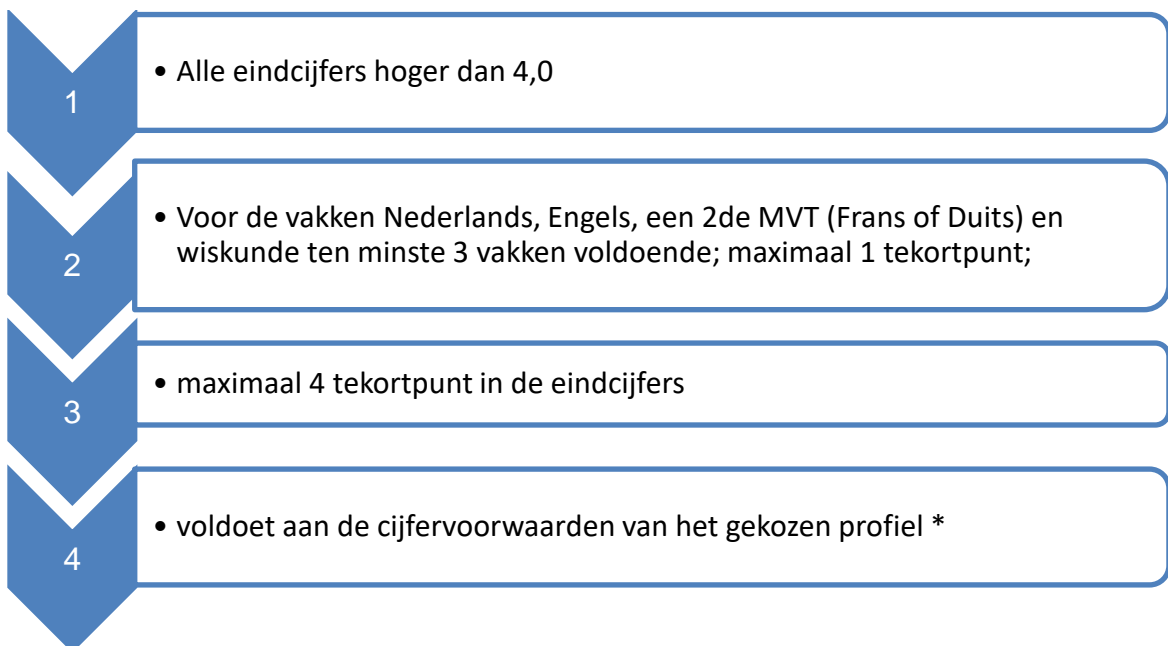 1
• Alle eindcijfers hoger dan 4,0
2
• Voor de vakken Nederlands, Engels, een 2de MVT (Frans of Duits) en
wiskunde ten minste 3 vakken voldoende; maximaal 1 tekortpunt;
3
• maximaal 4 tekortpunt in de eindcijfers
4
• voldoet aan de cijfervoorwaarden van het gekozen profiel *